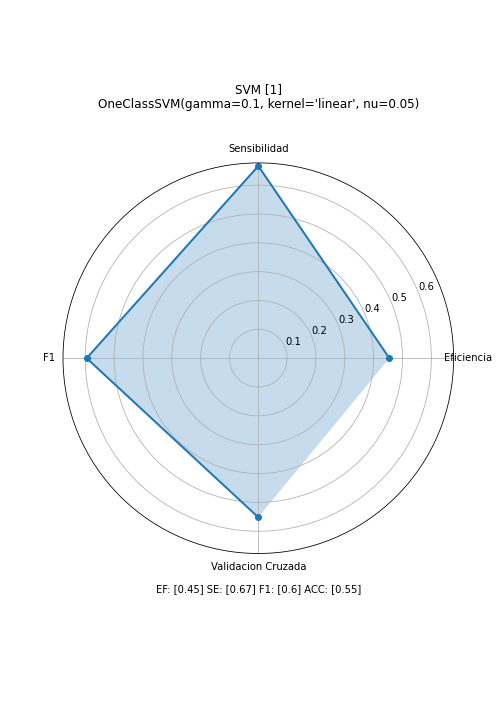 SVM [1]
OneClassSVM(gamma=0.1, kernel='linear', nu=0.05)
Sensibilidad
0.6
0.5
0.4
0.3
0.2
0.1
F1
Eficiencia
Validacion Cruzada
EF: [0.45] SE: [0.67] F1: [0.6] ACC: [0.55]